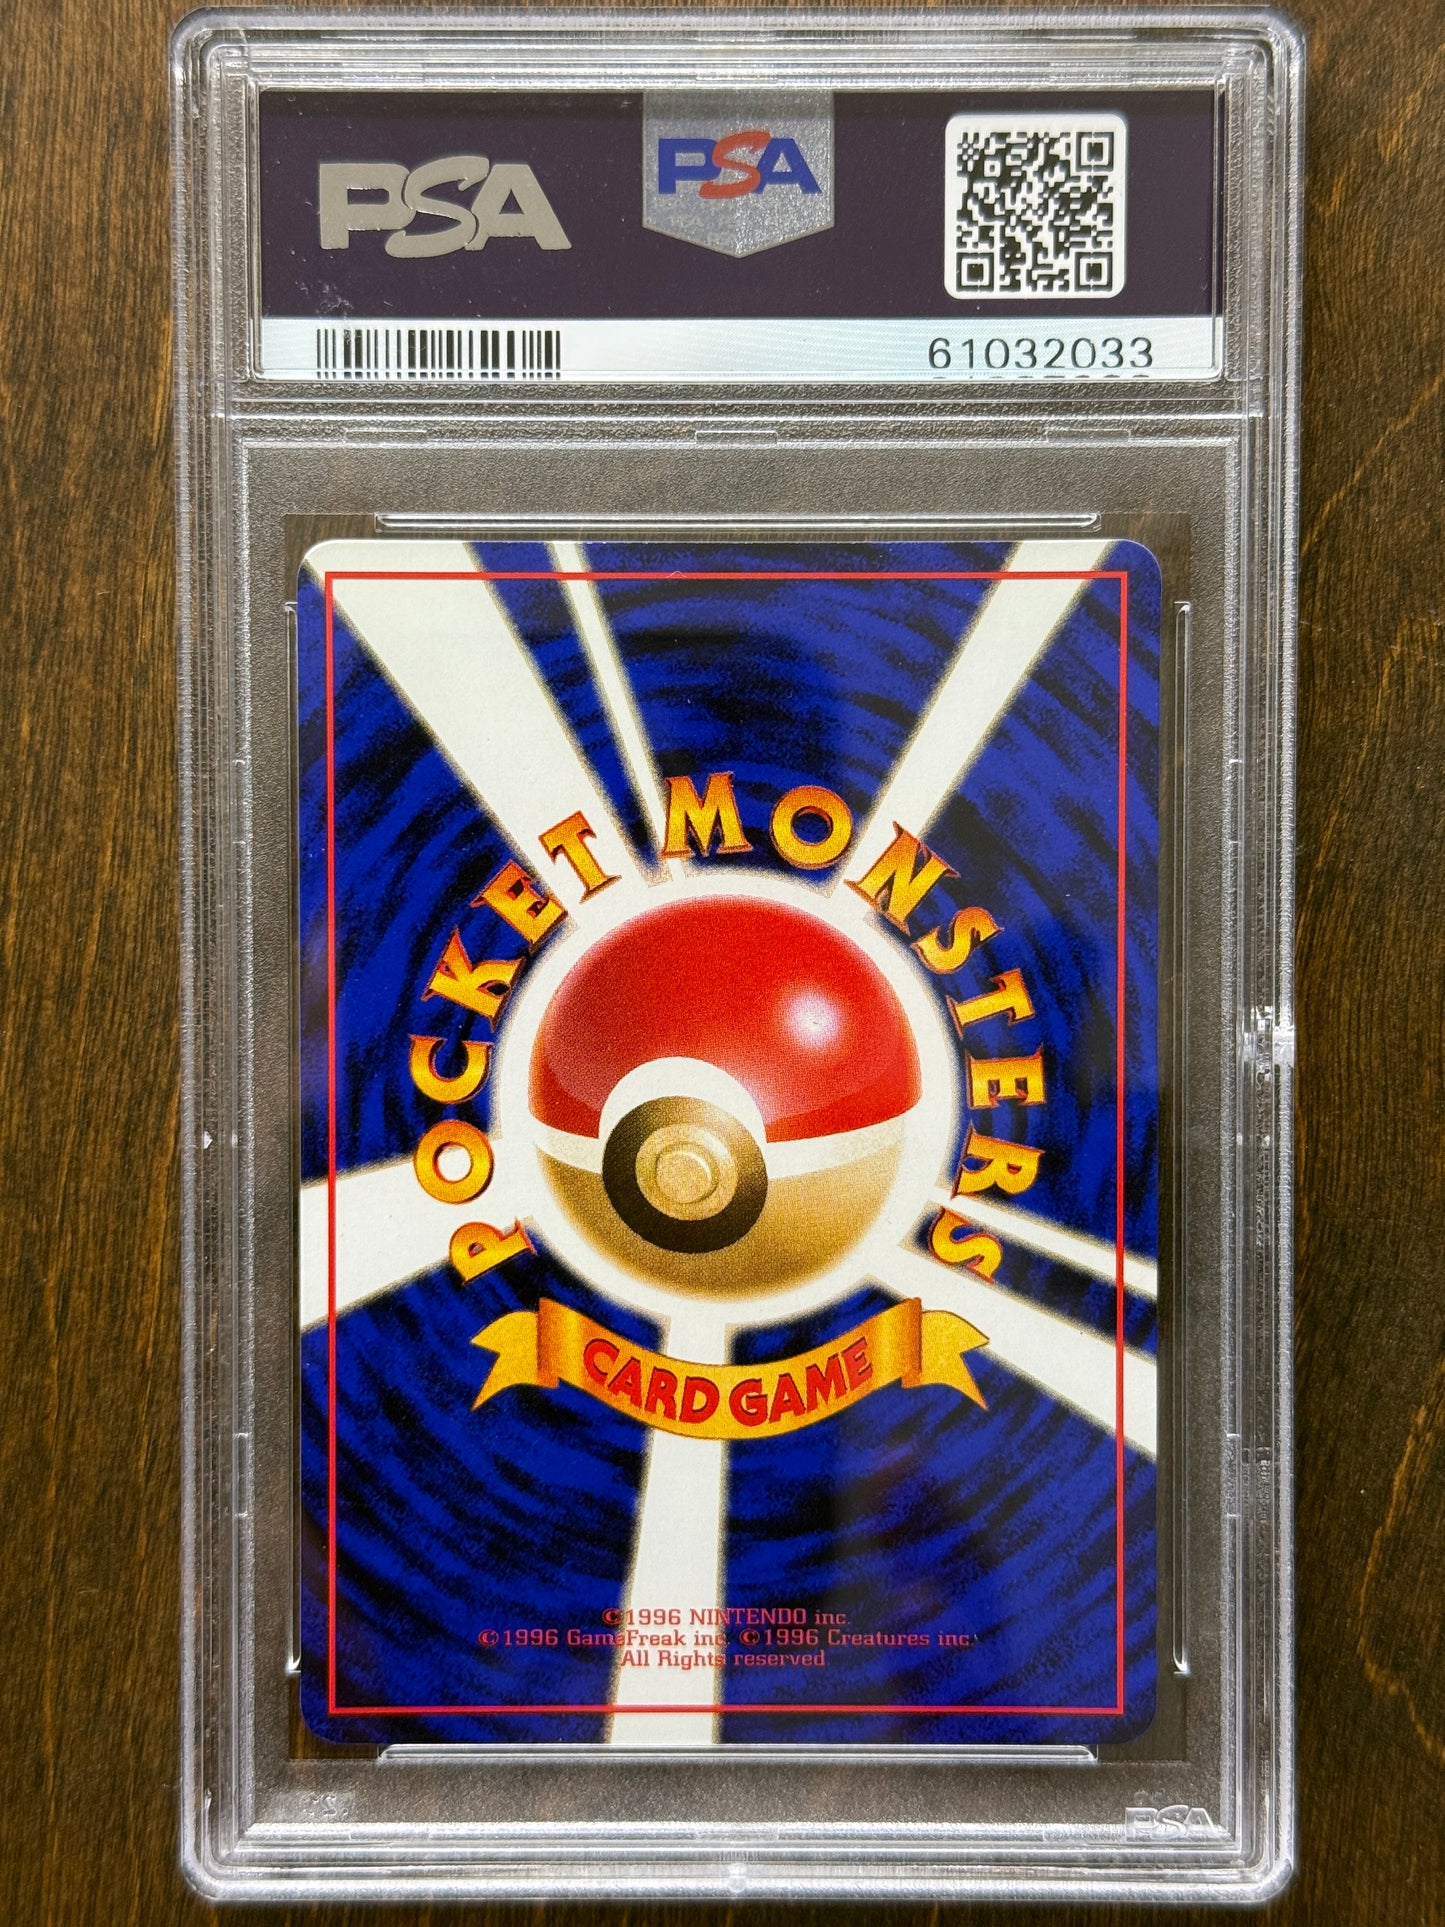 PSA
PSA
61032033
POCKET MONSTERS
CARD GAME
©1996 NINTENDO inc.
©1996 GameFreak inc. ©1996 Creatures inc.
All Rights reserved.
PSA